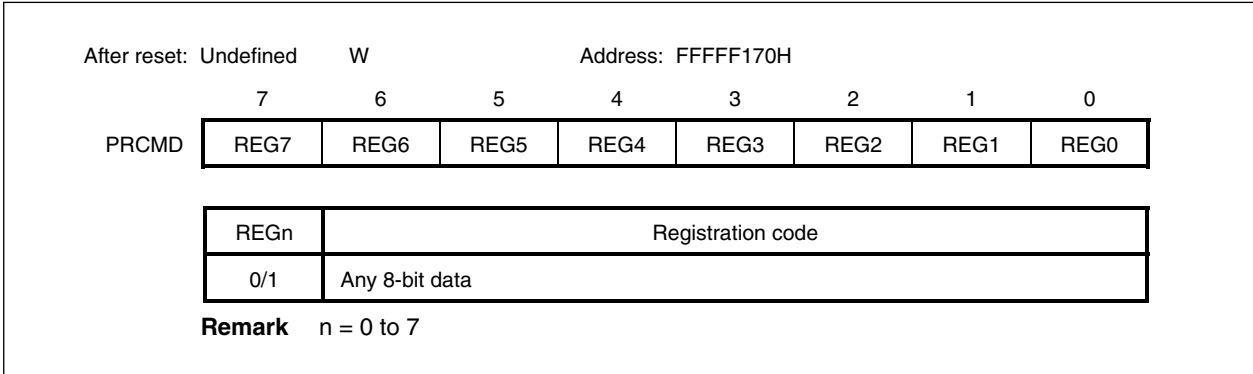 After reset: Undefined W Address: FFFFF170H
7 6 5 4 3 2 1 0
PRCMD REG7 REG6 REG5 REG4 REG3 REG2 REG1 REG0
REGn Registration code
0/1 Any 8-bit data
Remark n = 0 to 7